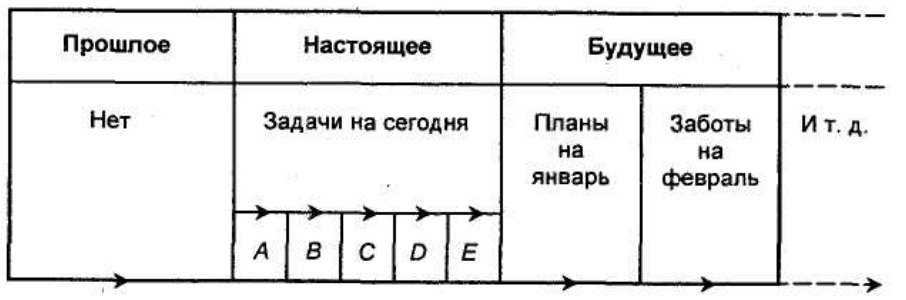 Прошлое
Настоящее
Будущее
Нет
Задачи на сегодня
Планы
на
январь
Заботы
на
февраль
И т. д.
A
B
C
D
E